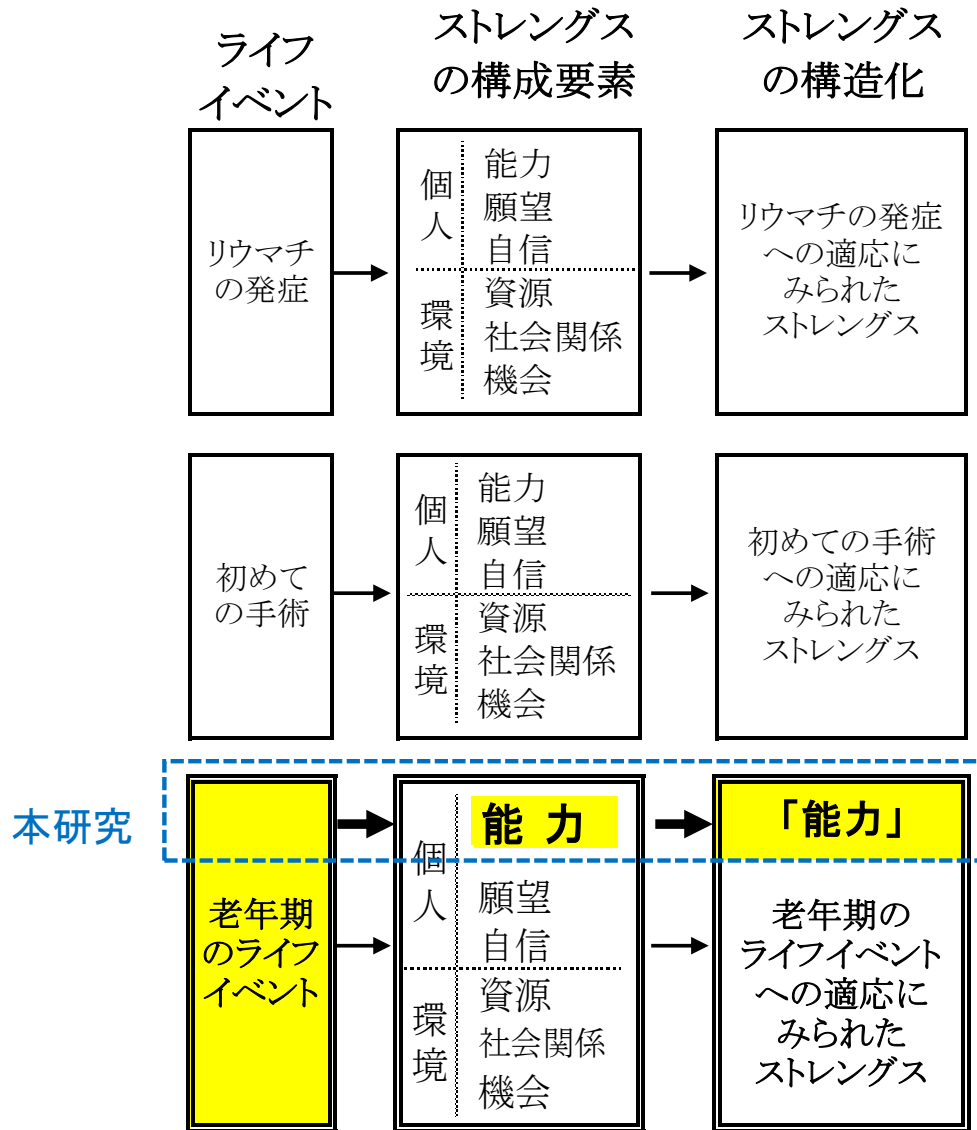 ライフ
イベント
ストレングス
の構成要素
ストレングス
の構造化
リウマチ
の発症
個人
能力
願望
自信
環境
資源
社会関係
機会
リウマチの発症
への適応に
みられた
ストレングス
初めて
の手術
個人
能力
願望
自信
環境
資源
社会関係
機会
初めての手術
への適応に
みられた
ストレングス
本研究
老年期
のライフ
イベント
個人
能 力
願望
自信
環境
資源
社会関係
機会
「能力」
老年期の
ライフイベント
への適応に
みられた
ストレングス